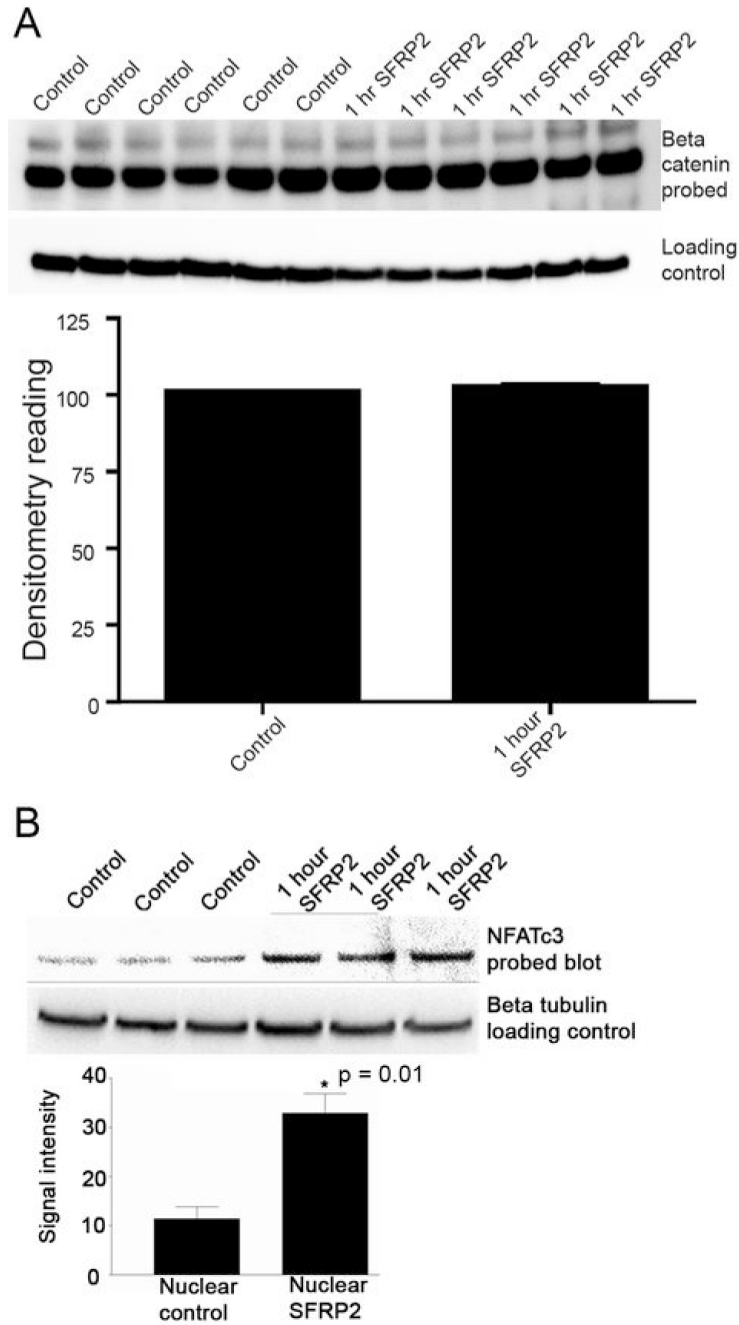 A
Control
Control
Control
Control
Control
Control
1 hr SFRP2
1 hr SFRP2
1 hr SFRP2
1 hr SFRP2
1 hr SFRP2
1 hr SFRP2
Beta
catenin
probed
Loading
control
Densitometry reading
125
100
75
50
25
0
Control
1 hour
SFRP2
B
Control
Control
Control
1 hour
SFRP2
1 hour
SFRP2
1 hour
SFRP2
NFATc3
probed blot
Beta tubulin
loading control
Signal intensity
40
30
20
10
0
* p = 0.01
Nuclear
control
Nuclear
SFRP2